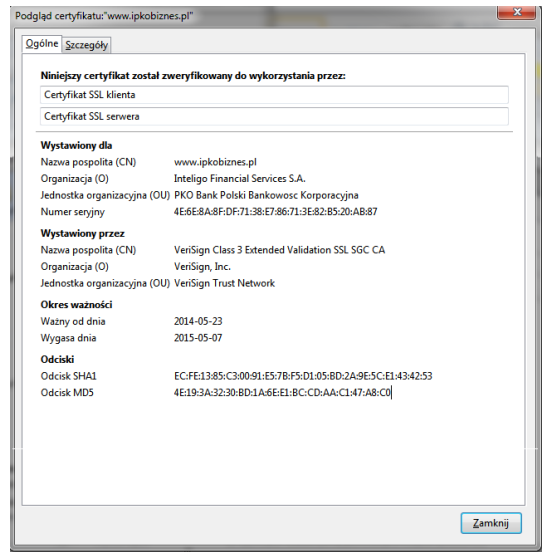 Podgląd certyfikatu:"www.ipkobiznes.pl"
Ogólne Szczegóły
Niniejszy certyfikat został zweryfikowany do wykorzystania przez:
Certyfikat SSL klienta
Certyfikat SSL serwera
Wystawiony dla
Nazwa pospolita (CN) www.ipkobiznes.pl
Organizacja (O) Inteligo Financial Services S.A.
Jednostka organizacyjna (OU) PKO Bank Polski Bankowosc Korporacyjna
Numer seryjny 4E:6E:8A:8F:DF:71:38:E7:86:71:3E:82:B5:20:AB:87
Wystawiony przez
Nazwa pospolita (CN) VeriSign Class 3 Extended Validation SSL SGC CA
Organizacja (O) VeriSign, Inc.
Jednostka organizacyjna (OU) VeriSign Trust Network
Okres ważności
Ważny od dnia 2014-05-23
Wygasa dnia 2015-05-07
Odciski
Odcisk SHA1 EC:FE:13:85:C3:00:91:E5:7B:F5:D1:05:BD:2A:9E:5C:E1:43:42:53
Odcisk MD5 4E:19:3A:32:30:BD:1A:6E:E1:BC:CD:AA:C1:47:A8:C0
Zamknij